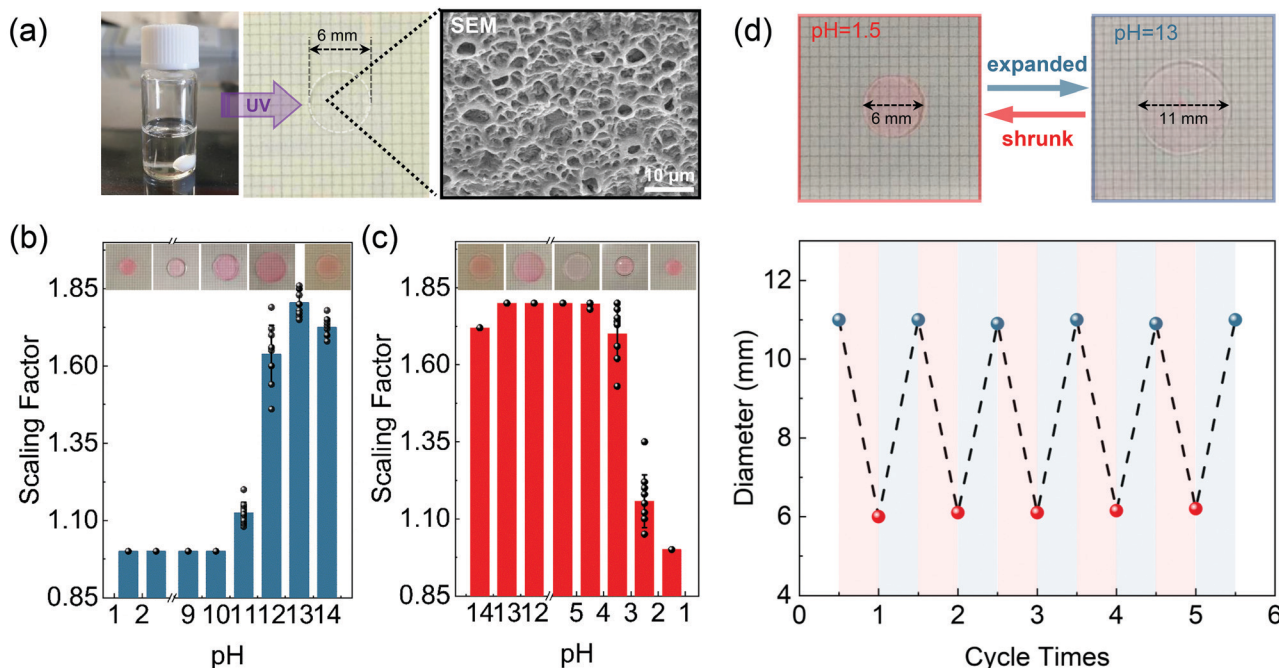 (a)
6 mm
UV
SEM
10 μm
(d)
pH=1.5
6 mm
expanded
shrunk
pH=13
11 mm
(b)
Scaling Factor
1.85
1.60
1.35
1.10
0.85
1 2 9 10 11 12 13 14
pH
(c)
Scaling Factor
1.85
1.60
1.35
1.10
0.85
14 13 12 5 4 3 2 1
pH
Diameter (mm)
12
10
8
6
4
0 1 2 3 4 5 6
Cycle Times